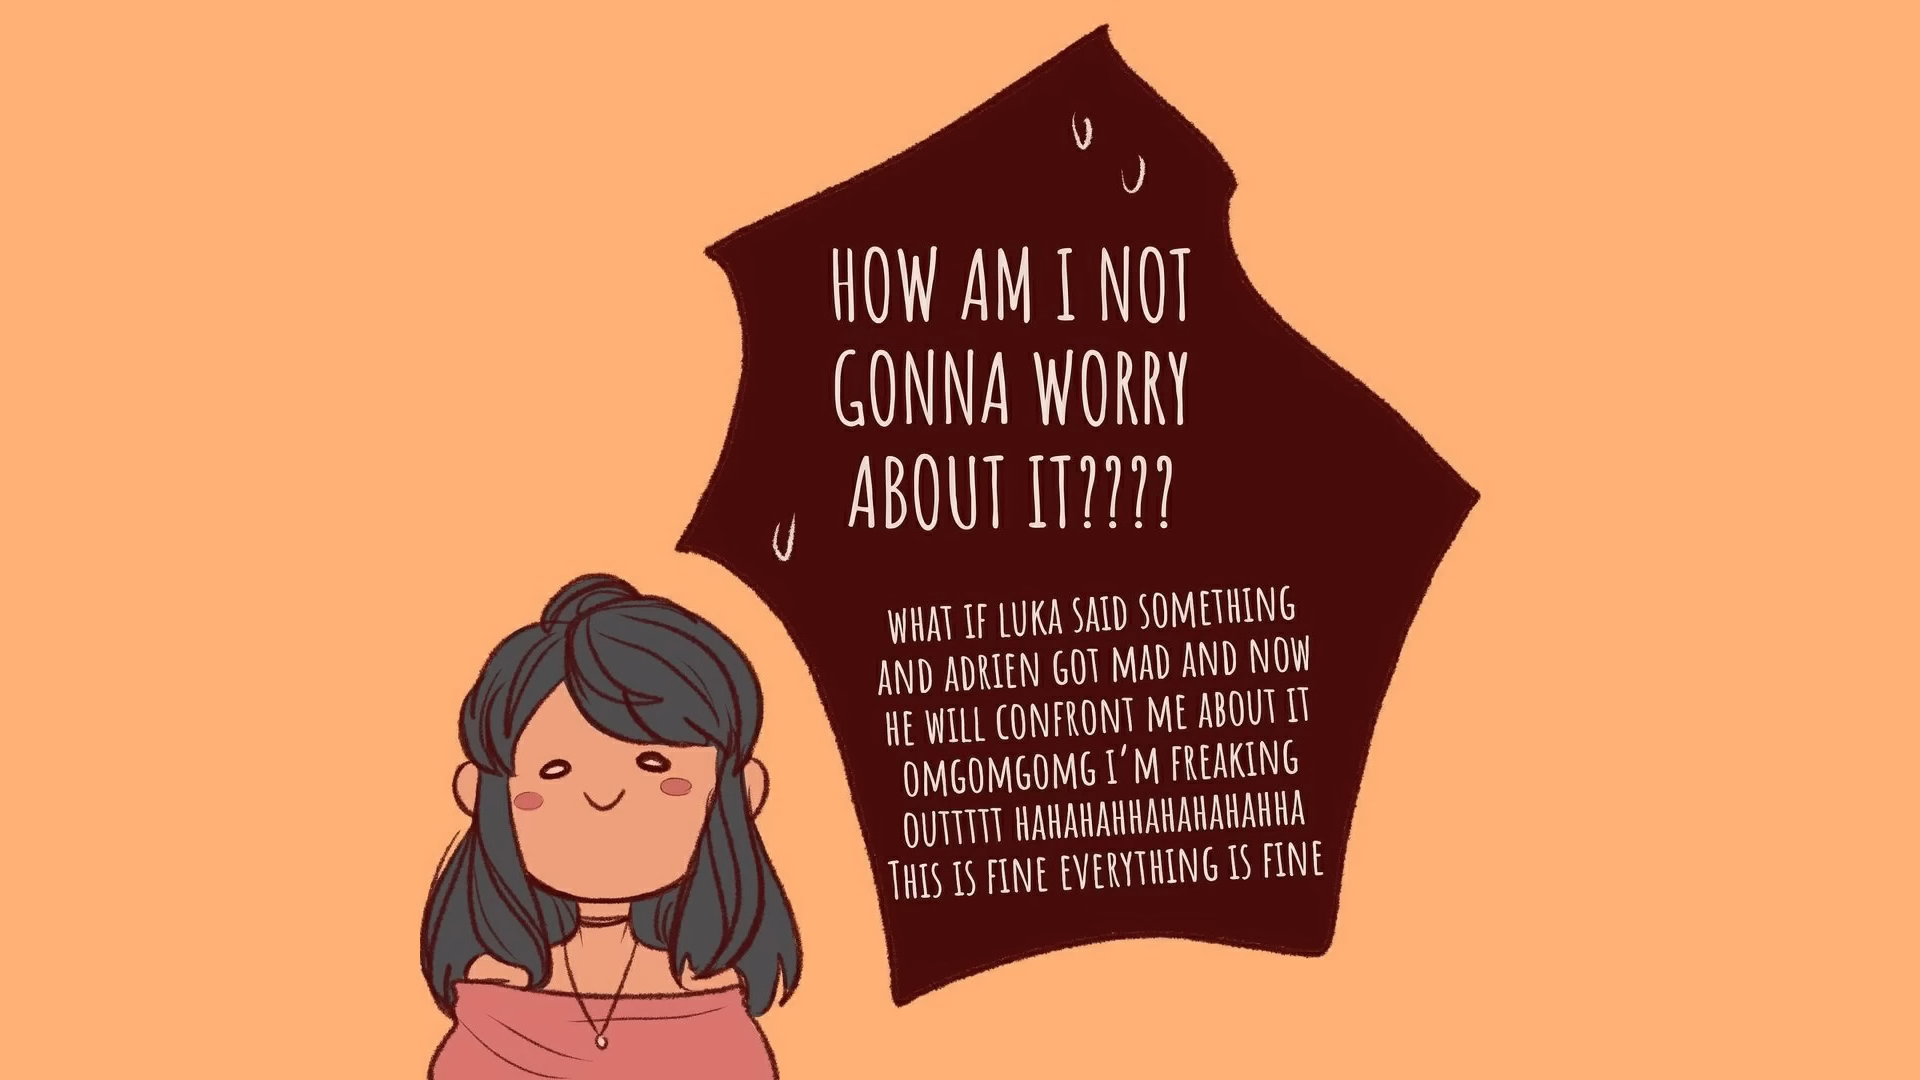 HOW AM I NOT
GONNA WORRY
ABOUT IT????
WHAT IF LUKA SAID SOMETHING
AND ADRIEN GOT MAD AND NOW
HE WILL CONFRONT ME ABOUT IT
OMGOMGOMG I'M FREAKING
OUTTTTT HAHAHAHHAHAHAHAHHA
THIS IS FINE EVERYTHING IS FINE